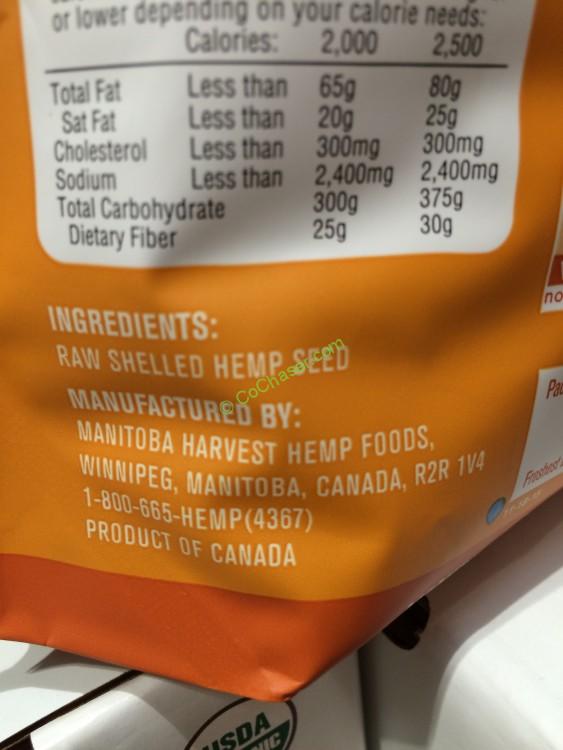 or lower depending on your calorie needs:
Calories: 2,000 2,500
Total Fat Less than 65g 80g
Sat Fat Less than 20g 25g
Cholesterol Less than 300mg 300mg
Sodium Less than 2,400mg 2,400mg
Total Carbohydrate 300g 375g
Dietary Fiber 25g 30g
INGREDIENTS:
RAW SHELLED HEMP SEED
© CoChaser.com
MANUFACTURED BY:
MANITOBA HARVEST HEMP FOODS,
WINNIPEG, MANITOBA, CANADA, R2R 1V4
1-800-665-HEMP(4367)
PRODUCT OF CANADA
no
Pac
USDA